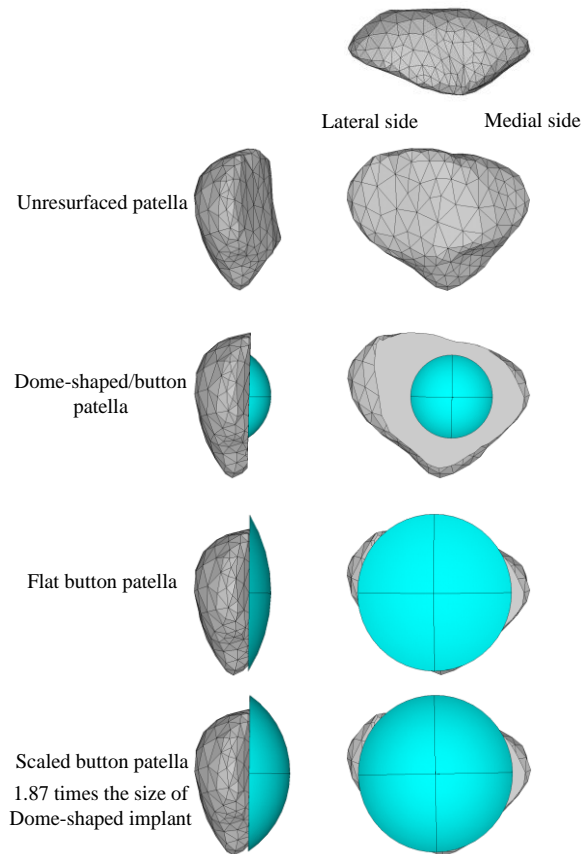 Lateral side
Medial side
Unresurfaced patella
Dome-shaped/button
patella
Flat button patella
Scaled button patella
1.87 times the size of
Dome-shaped implant